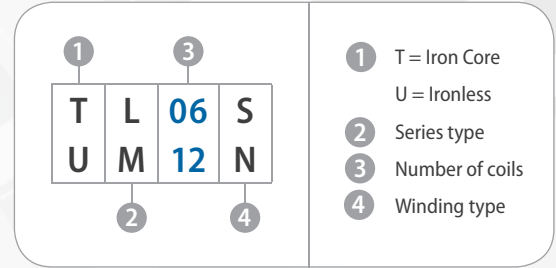 1 3
T L 06 S
U M 12 N
2 4
1 T = Iron Core
U = Ironless
2 Series type
3 Number of coils
4 Winding type